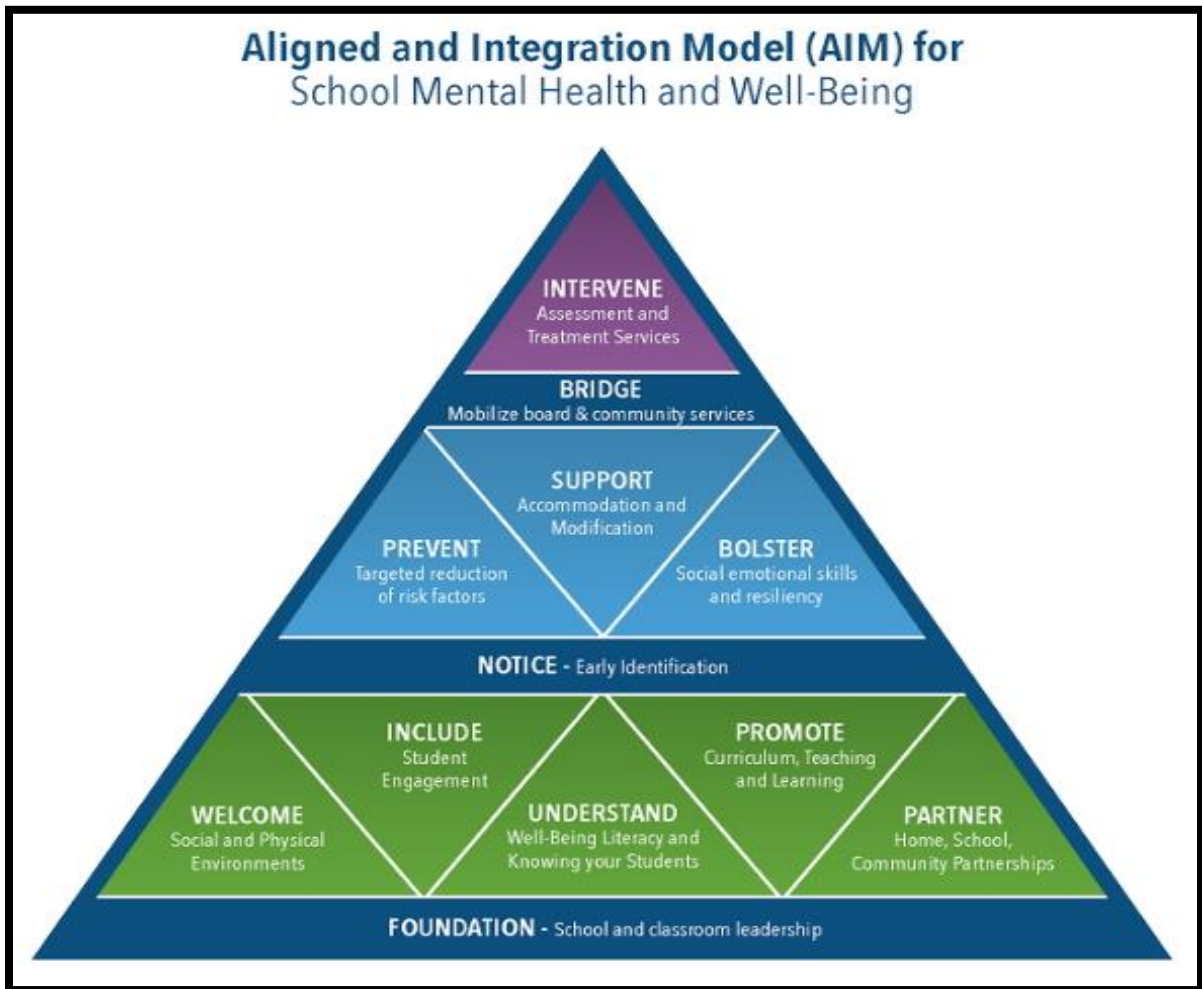 Aligned and Integration Model (AIM) for
School Mental Health and Well-Being
INTERVENE
Assessment and
Treatment Services
BRIDGE
Mobilize board & community services
SUPPORT
Accommodation and
Modification
PREVENT
Targeted reduction
of risk factors
BOLSTER
Social emotional skills
and resiliency
NOTICE - Early Identification
INCLUDE
Student
Engagement
PROMOTE
Curriculum, Teaching
and Learning
WELCOME
Social and Physical
Environments
UNDERSTAND
Well-Being Literacy and
Knowing your Students
PARTNER
Home, School,
Community Partnerships
FOUNDATION - School and classroom leadership